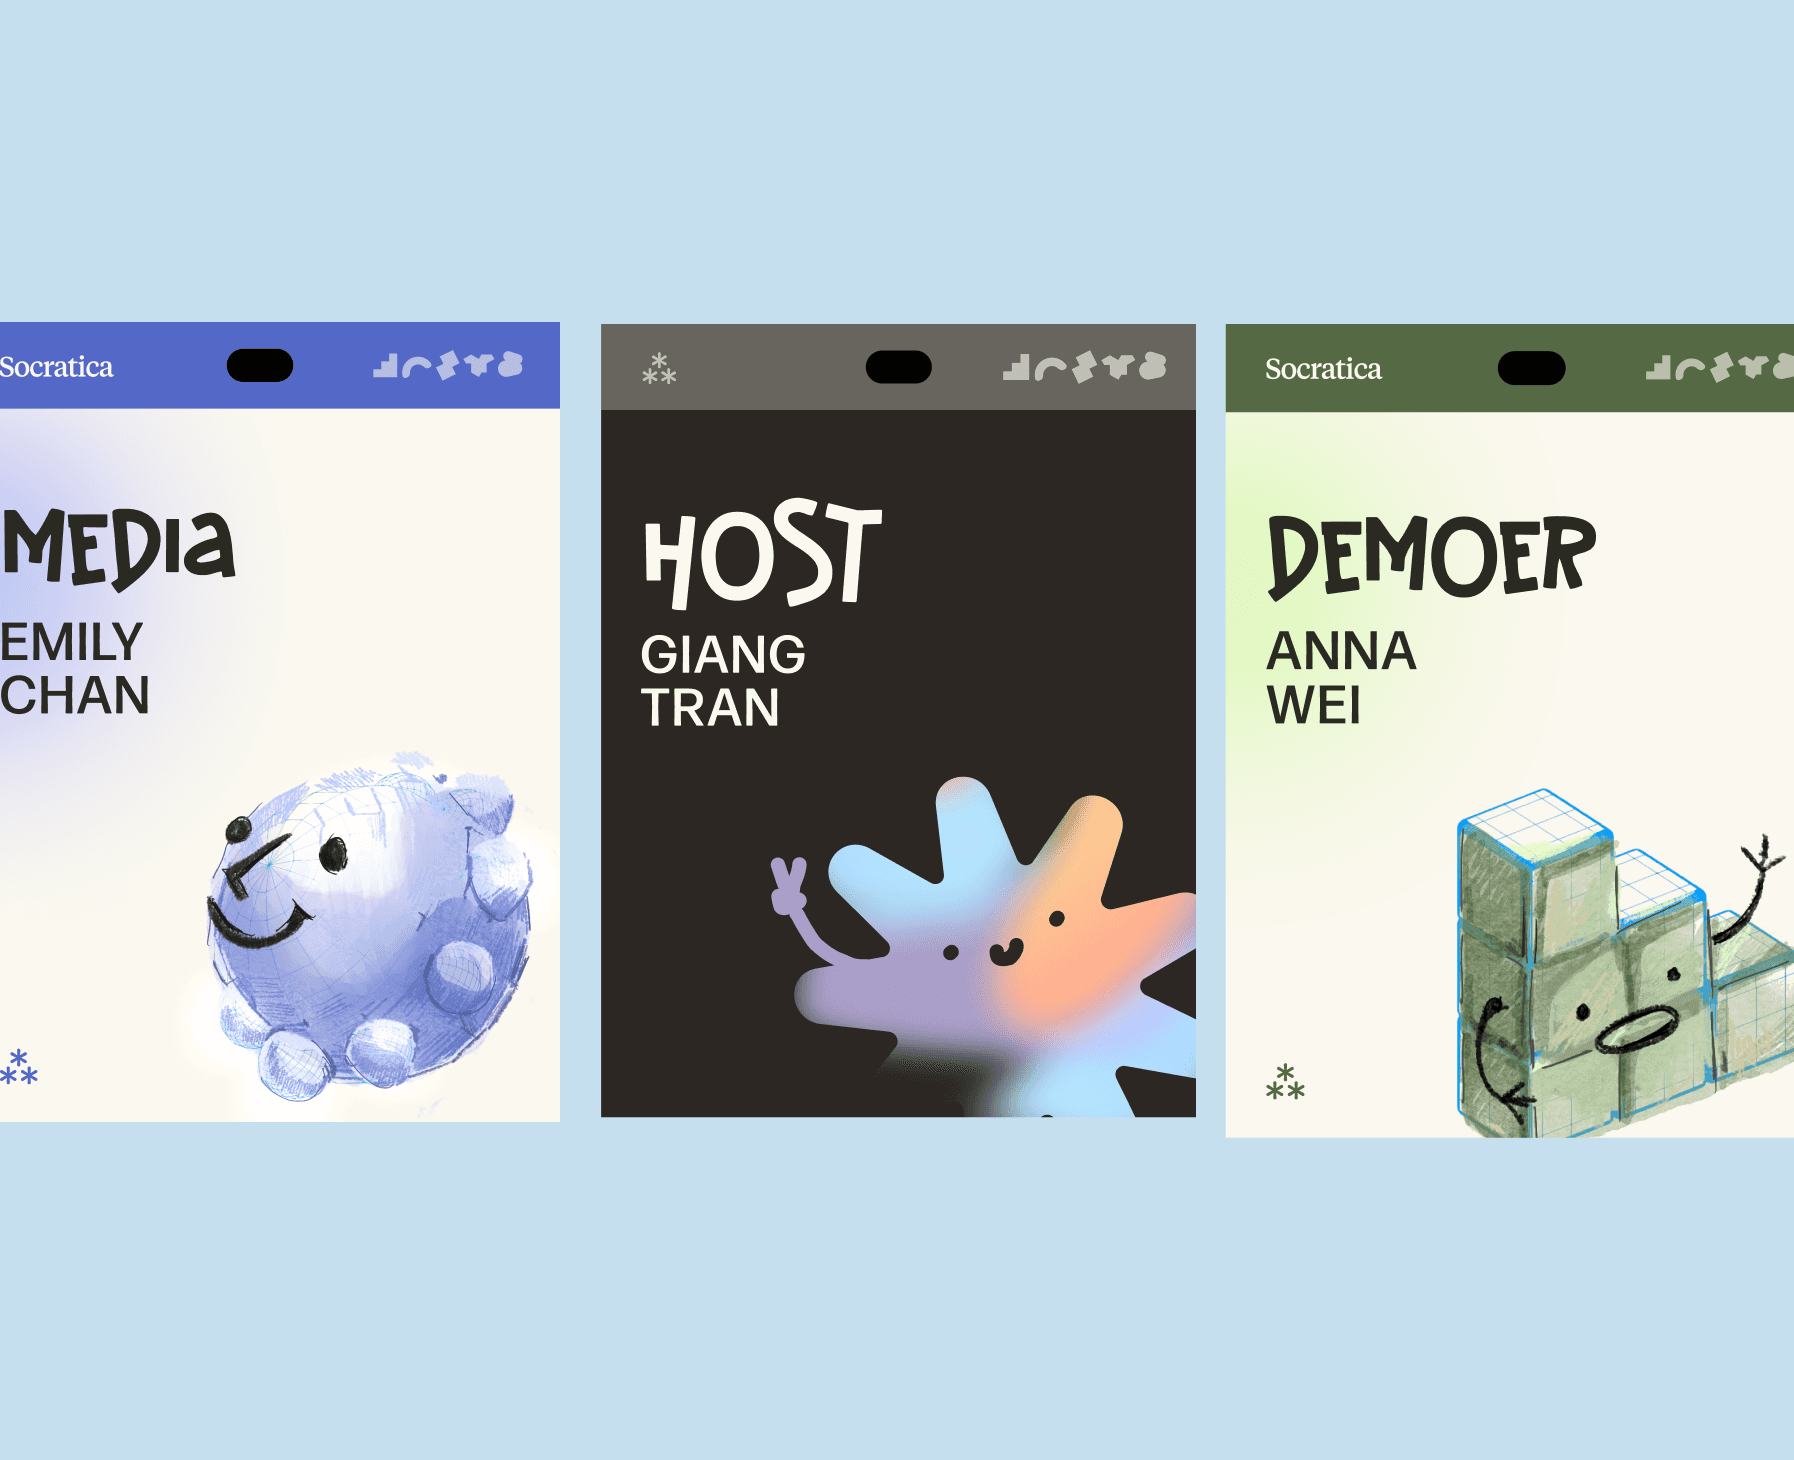 Socratica
MEDIa
EMILY
CHAN
HOST
GIANG
TRAN
Socratica
DEMOER
ANNA
WEI